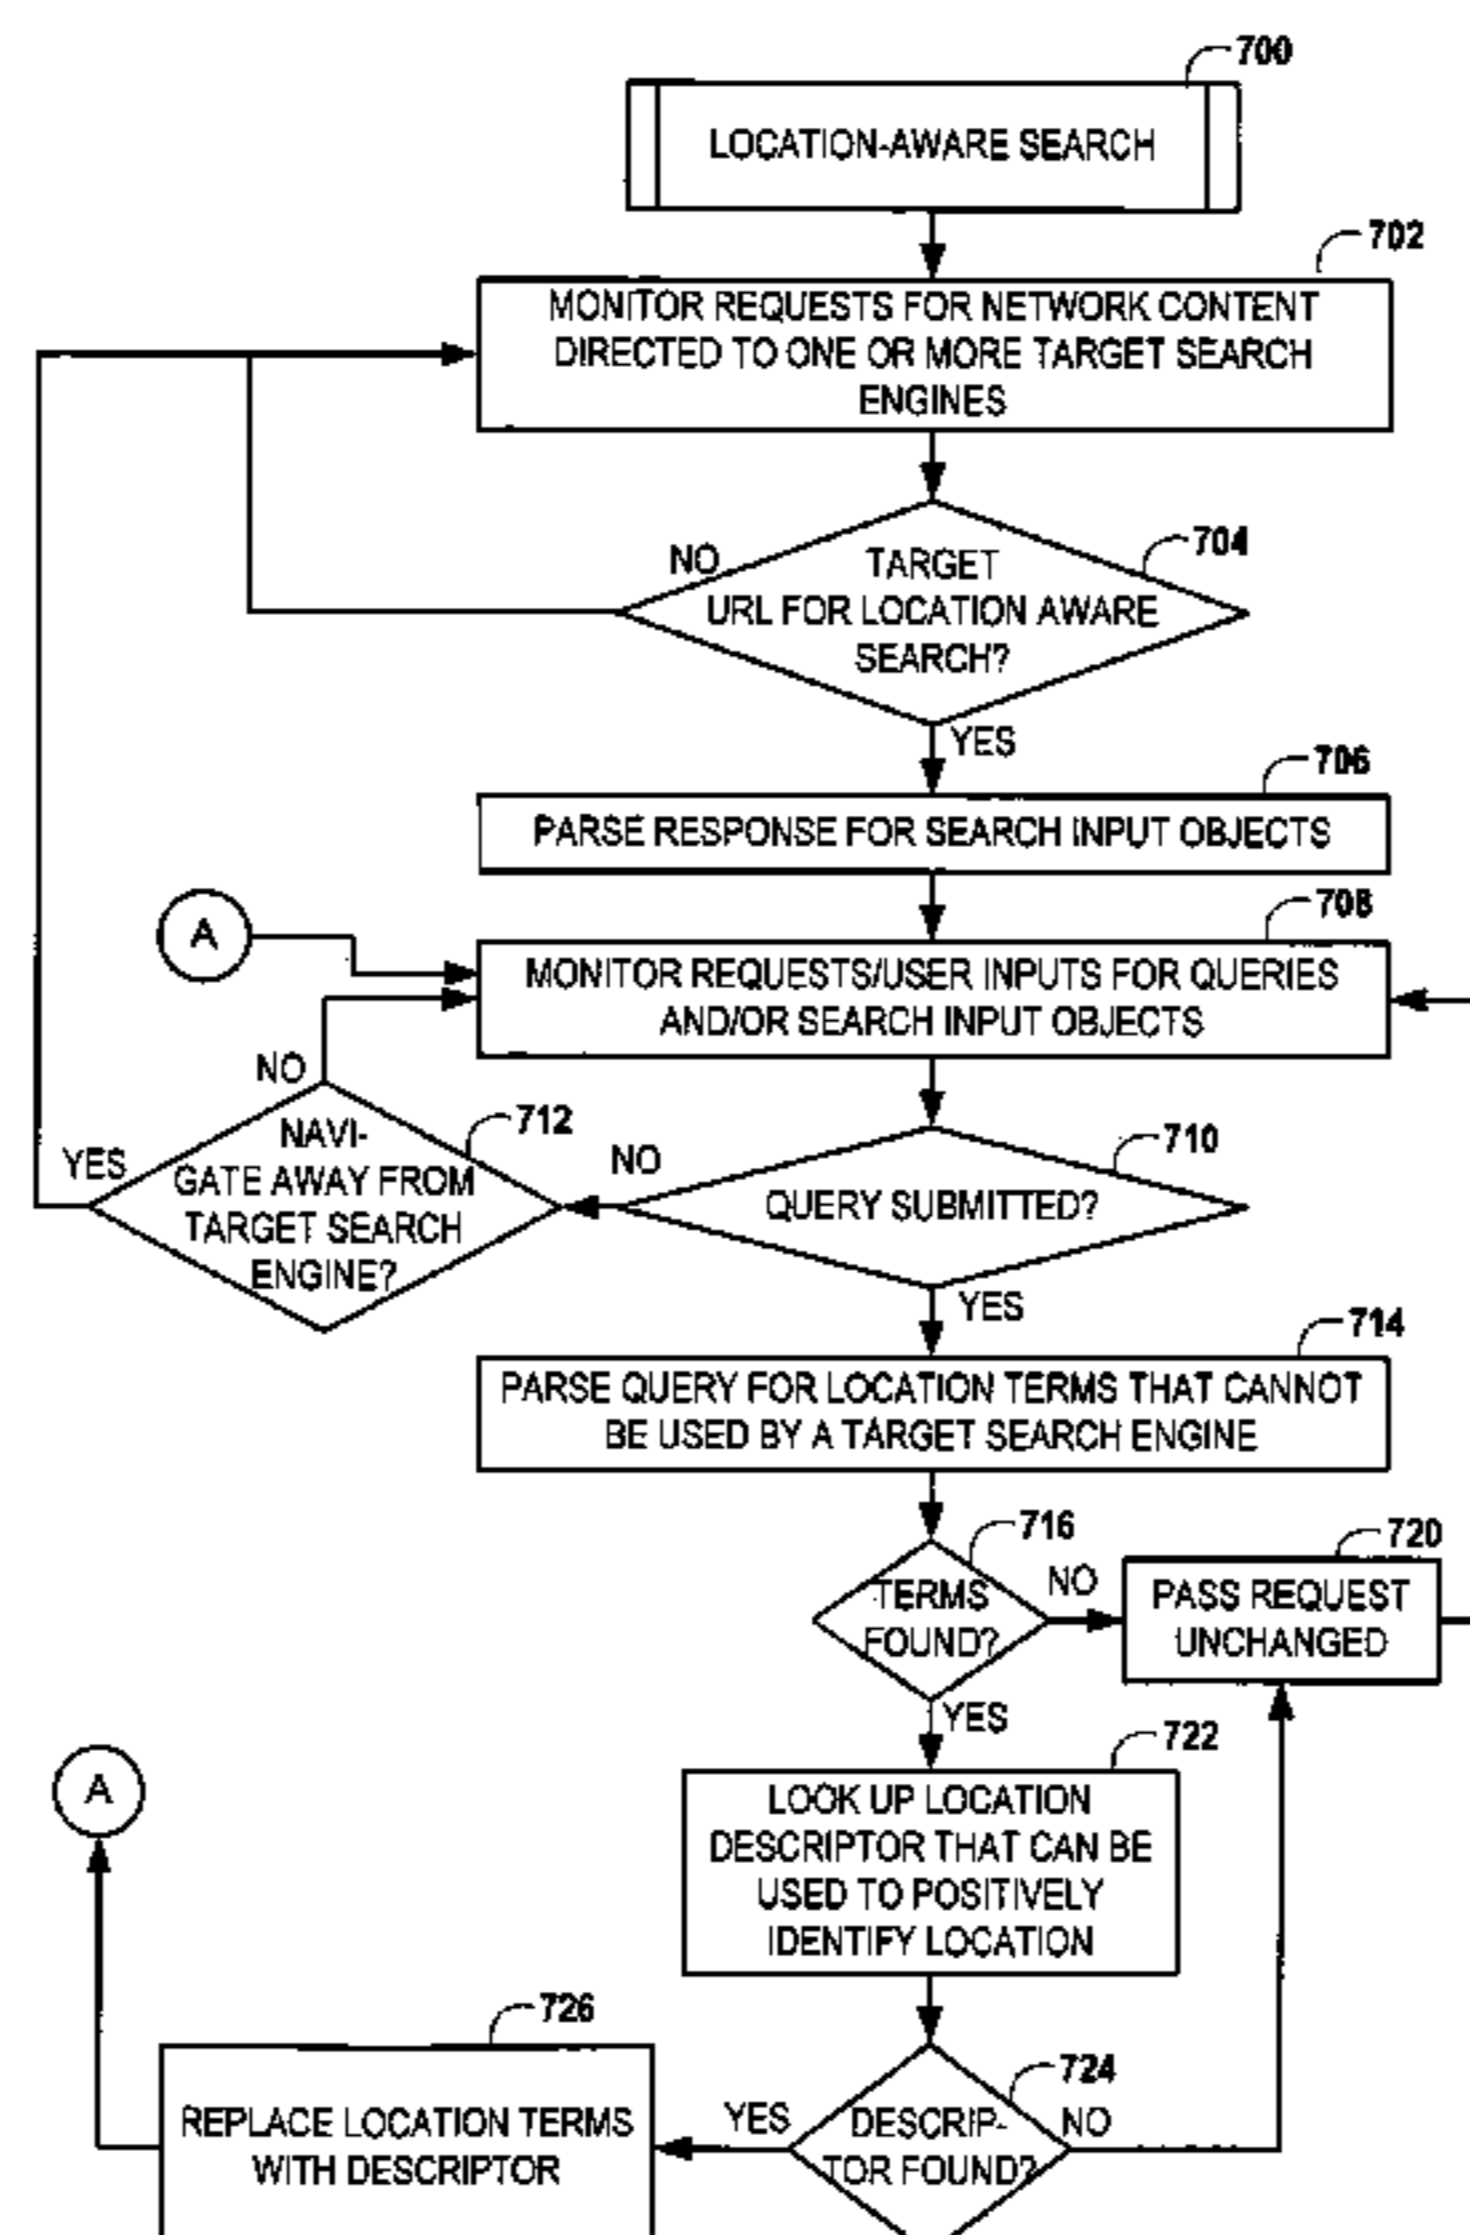 700
LOCATION-AWARE SEARCH
702
MONITOR REQUESTS FOR NETWORK CONTENT
DIRECTED TO ONE OR MORE TARGET SEARCH
ENGINES
704
NO
TARGET
URL FOR LOCATION AWARE
SEARCH?
YES
706
PARSE RESPONSE FOR SEARCH INPUT OBJECTS
708
A
MONITOR REQUESTS/USER INPUTS FOR QUERIES
AND/OR SEARCH INPUT OBJECTS
NO
712
NAVI-
GATE AWAY FROM
TARGET SEARCH
ENGINE?
YES
NO
710
QUERY SUBMITTED?
YES
714
PARSE QUERY FOR LOCATION TERMS THAT CANNOT
BE USED BY A TARGET SEARCH ENGINE
716
TERMS
FOUND?
NO
720
PASS REQUEST
UNCHANGED
YES
722
LOOK UP LOCATION
DESCRIPTOR THAT CAN BE
USED TO POSITIVELY
IDENTIFY LOCATION
A
726
724
DESCRIP-
TOR FOUND?
YES
NO
REPLACE LOCATION TERMS
WITH DESCRIPTOR